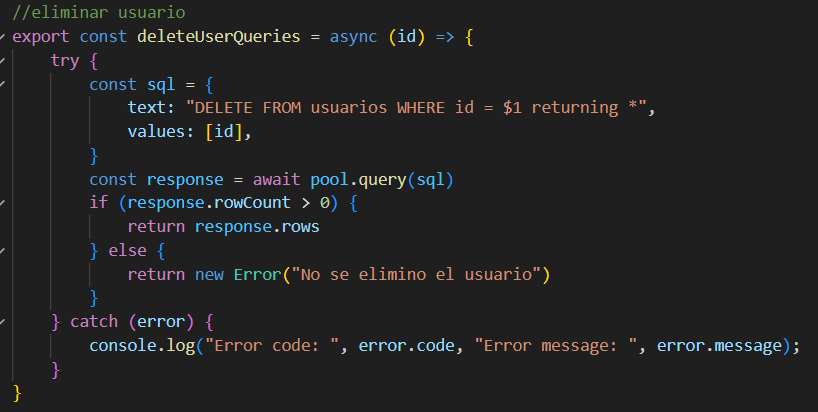 //eliminar usuario
export const deleteUserQueries = async (id) => {
    try {
        const sql = {
            text: "DELETE FROM usuarios WHERE id = $1 returning *",
            values: [id],
        }
        const response = await pool.query(sql)
        if (response.rowCount > 0) {
            return response.rows
        } else {
            return new Error("No se elimino el usuario")
        }
    } catch (error) {
        console.log("Error code: ", error.code, "Error message: ", error.message);
    }
}